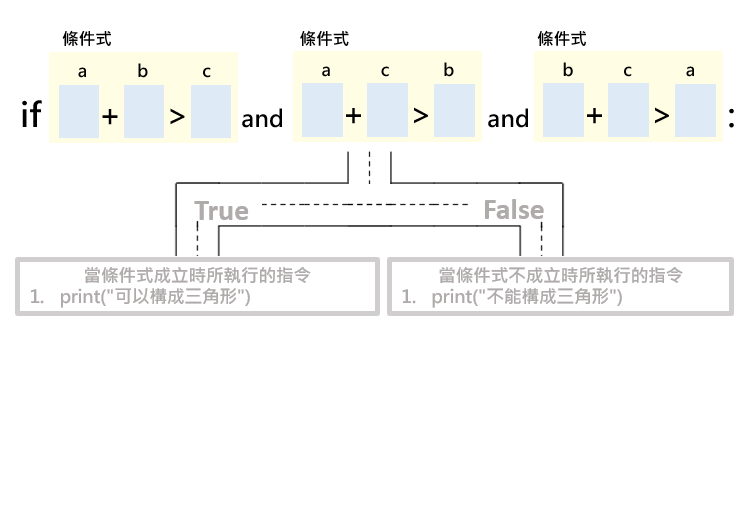 條件式 條件式 條件式
a b c a c b b c a
if + > and + > and + > :
True False
當條件式成立時所執行的指令
1. print("可以構成三角形")
當條件式不成立時所執行的指令
1. print("不能構成三角形")